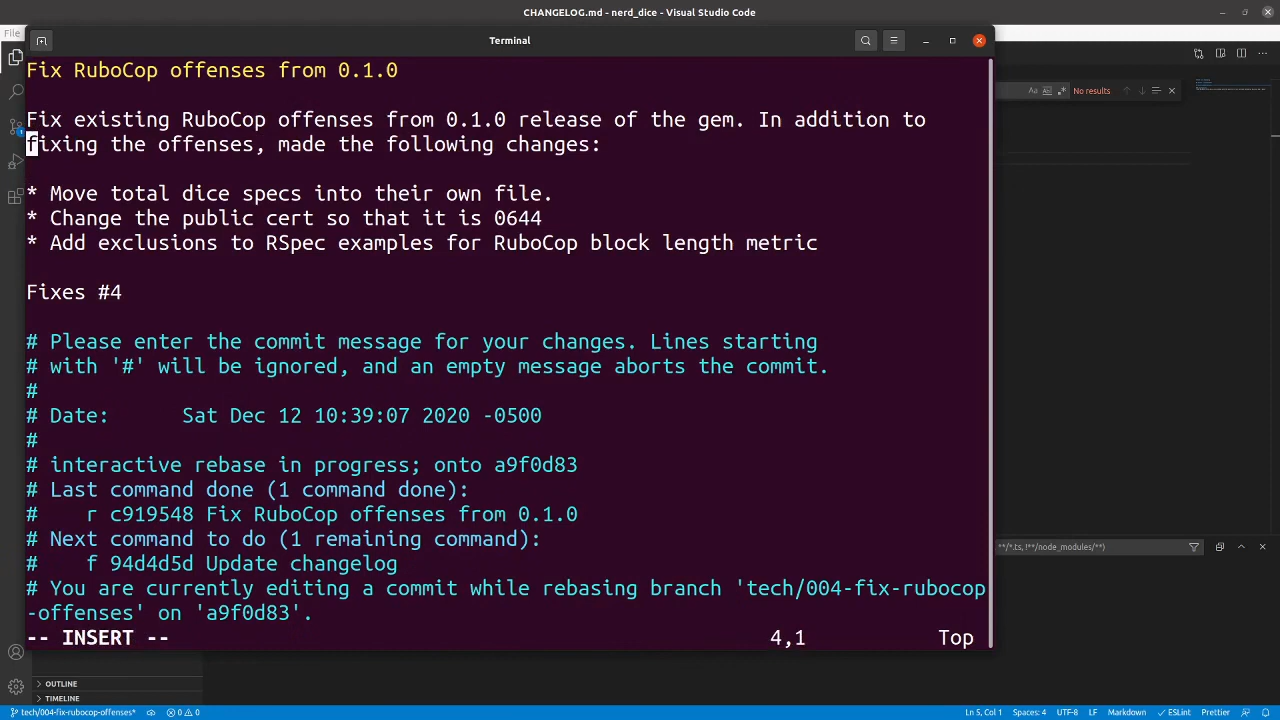 CHANGELOG.md - nerd_dice - Visual Studio Code
File
Terminal
Fix RuboCop offenses from 0.1.0
Fix existing RuboCop offenses from 0.1.0 release of the gem. In addition to
fixing the offenses, made the following changes:
* Move total dice specs into their own file.
* Change the public cert so that it is 0644
* Add exclusions to RSpec examples for RuboCop block length metric
Fixes #4
# Please enter the commit message for your changes. Lines starting
# with '#' will be ignored, and an empty message aborts the commit.
#
# Date:      Sat Dec 12 10:39:07 2020 -0500
#
# interactive rebase in progress; onto a9f0d83
# Last command done (1 command done):
#    r c919548 Fix RuboCop offenses from 0.1.0
# Next command to do (1 remaining command):
#    f 94d4d5d Update changelog
# You are currently editing a commit while rebasing branch 'tech/004-fix-rubocop
-offenses' on 'a9f0d83'.
-- INSERT --
4,1
Top
Aa
No results
**/*.ts, !**/node_modules/**)
OUTLINE
TIMELINE
tech/004-fix-rubocop-offenses*
0
0
Ln 5, Col 1
Spaces: 4
UTF-8
LF
Markdown
ESLint
Prettier